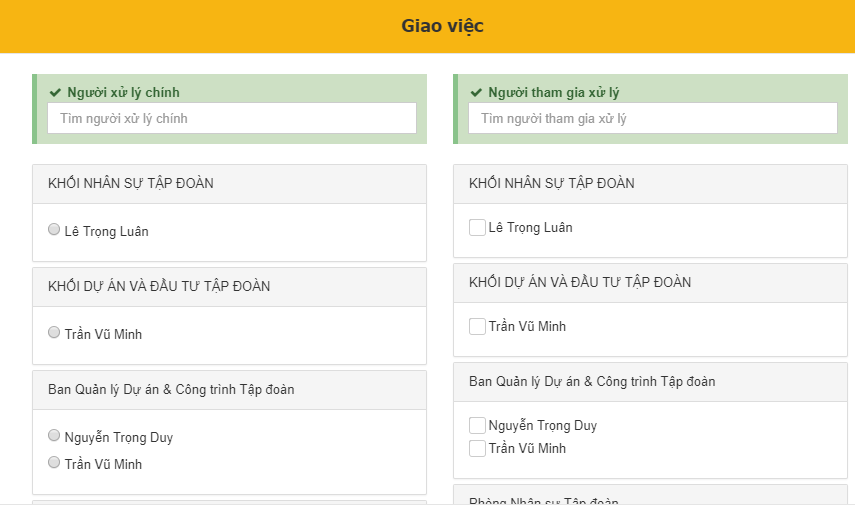 Giao việc
Người xử lý chính
Tìm người xử lý chính
KHỐI NHÂN SỰ TẬP ĐOÀN
Lê Trọng Luân
KHỐI DỰ ÁN VÀ ĐẦU TƯ TẬP ĐOÀN
Trần Vũ Minh
Ban Quản lý Dự án & Công trình Tập đoàn
Nguyễn Trọng Duy
Trần Vũ Minh
Người tham gia xử lý
Tìm người tham gia xử lý
KHỐI NHÂN SỰ TẬP ĐOÀN
Lê Trọng Luân
KHỐI DỰ ÁN VÀ ĐẦU TƯ TẬP ĐOÀN
Trần Vũ Minh
Ban Quản lý Dự án & Công trình Tập đoàn
Nguyễn Trọng Duy
Trần Vũ Minh
Phòng Nhân sự Tập đoàn